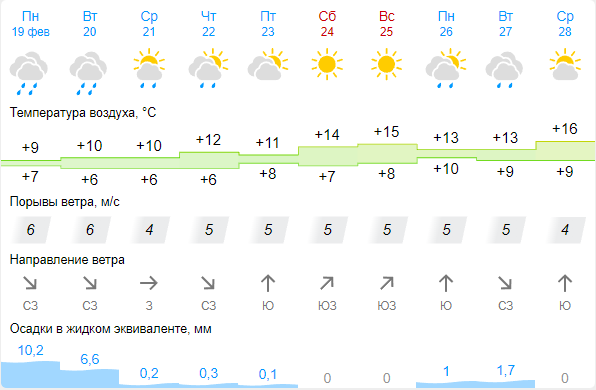 Пн Вт Ср Чт Пт Сб Вс Пн Вт Ср
19 фев 20 21 22 23 24 25 26 27 28
Температура воздуха, °C
+9 +10 +10 +12 +11 +14 +15 +13 +13 +16
+7 +6 +6 +6 +8 +7 +8 +10 +9 +9
Порывы ветра, м/с
6 6 4 5 5 5 5 5 5 4
Направление ветра
СЗ СЗ З СЗ Ю ЮЗ ЮЗ Ю СЗ Ю
Осадки в жидком эквиваленте, мм
10,2 6,6 0,2 0,3 0,1 0 0 1 1,7 0